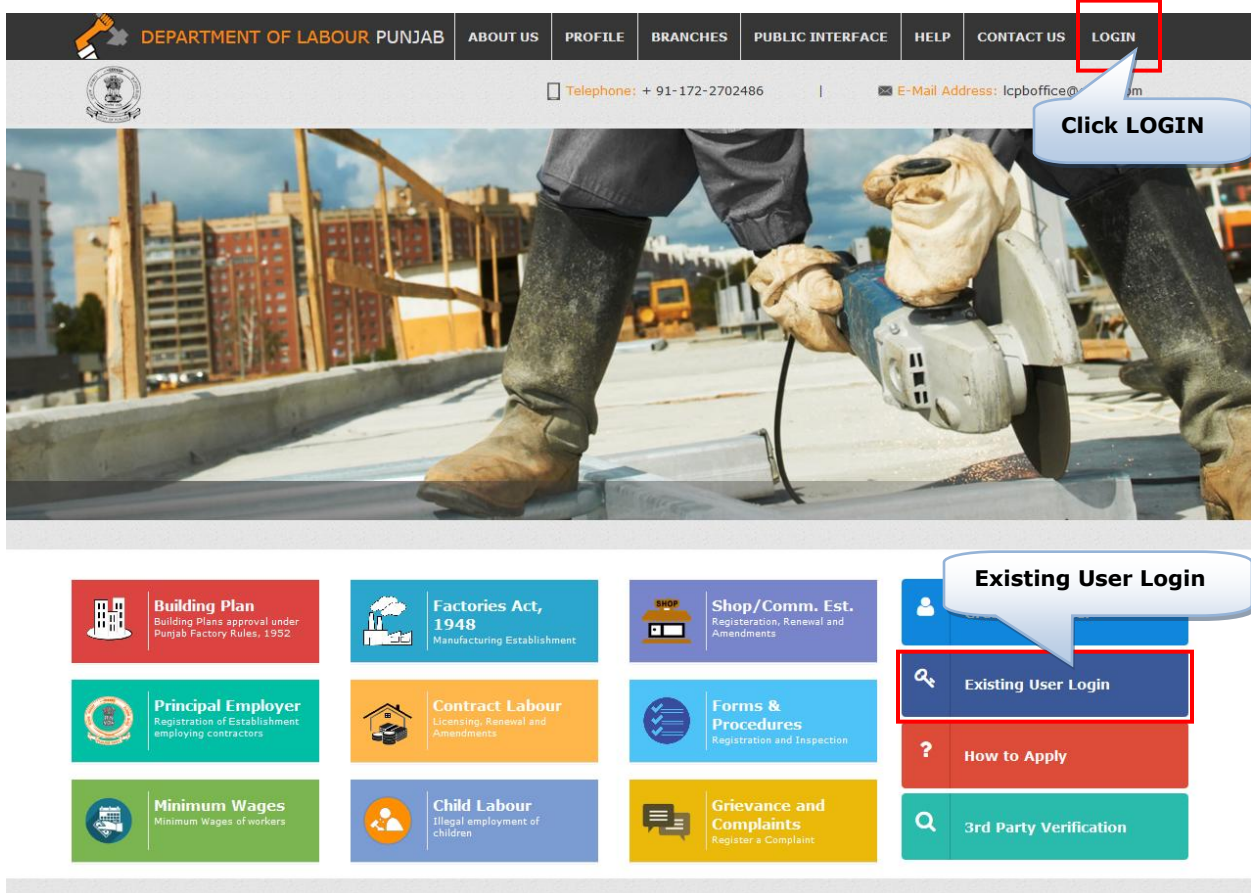 DEPARTMENT OF LABOUR PUNJAB ABOUT US PROFILE BRANCHES PUBLIC INTERFACE HELP CONTACT US LOGIN
Telephone: + 91-172-2702486 | E-Mail Address: lcpboffice@
Click LOGIN
Existing User Login
Building Plan
Building Plans approval under
Punjab Factory Rules, 1952
Factories Act,
1948
Manufacturing Establishment
SHOP
Shop/Comm. Est.
Registeration, Renewal and
Amendments
Existing User Login
Principal Employer
Registration of Establishment
employing contractors
Contract Labour
Licensing, Renewal and
Amendments
Forms &
Procedures
Registration and Inspection
? How to Apply
Minimum Wages
Minimum Wages of workers
Child Labour
Illegal employment of
children
Grievance and
Complaints
Register a Complaint
3rd Party Verification